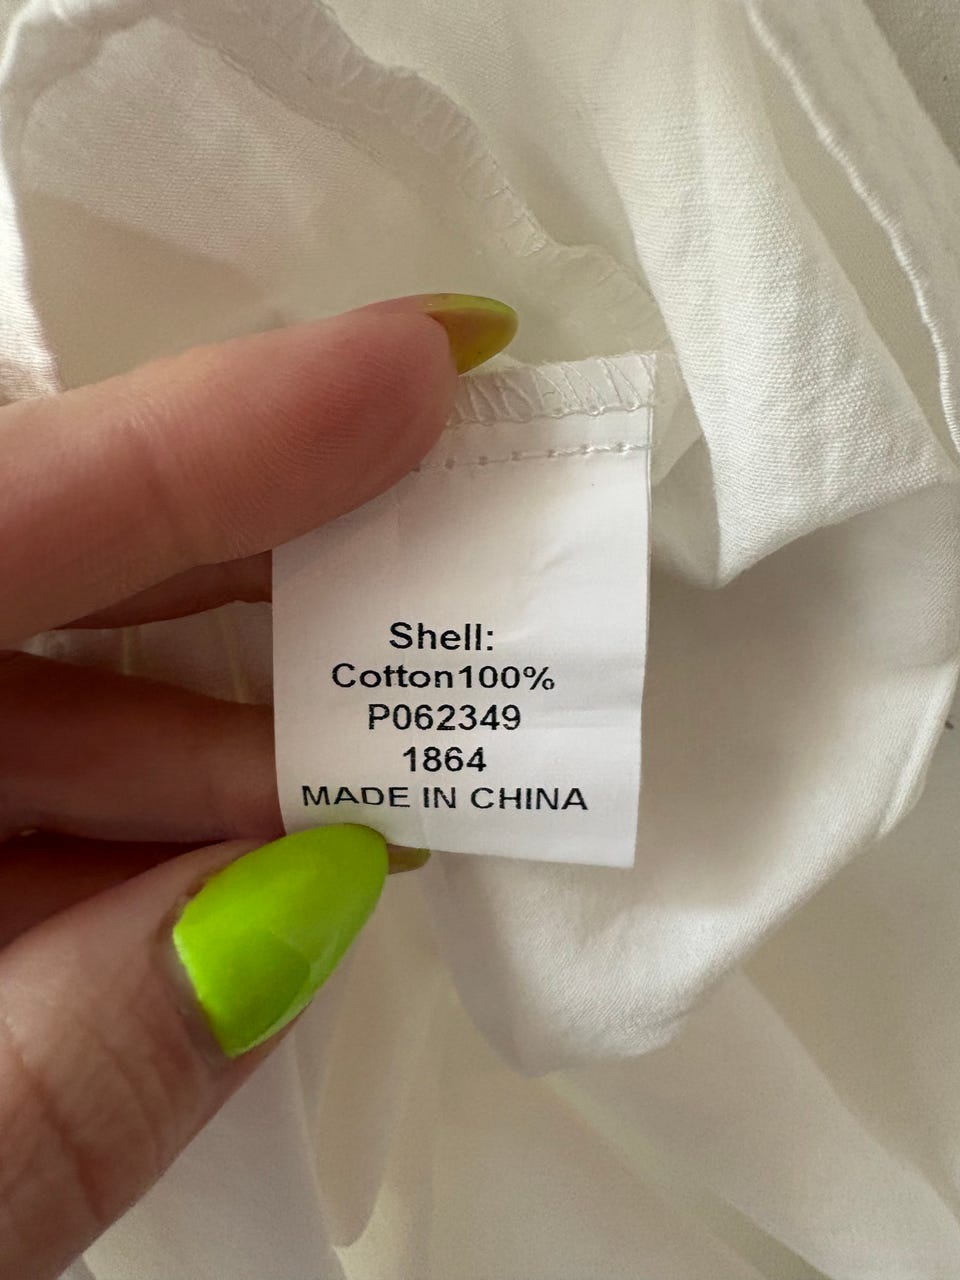 Shell:
Cotton100%
P062349
1864
MADE IN CHINA